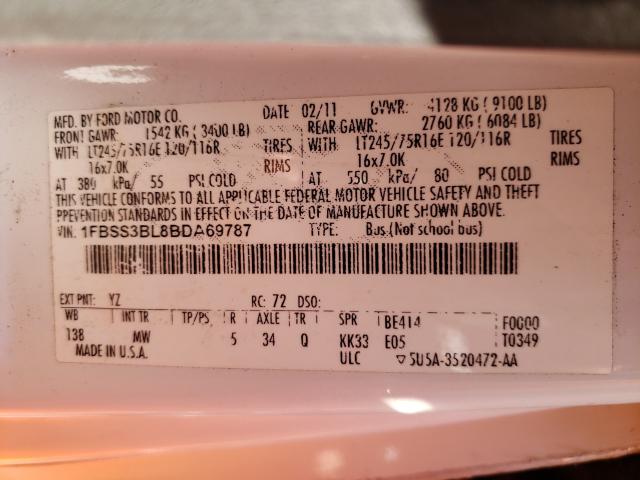 MFD. BY FORD MOTOR CO. DATE 02/11 GVWR: 4128 KG ( 9100 LB)
FRONT GAWR: 1542 KG ( 3400 LB) REAR GAWR: 2760 KG ( 6084 LB)
WITH LT245/75R16E 120/116R TIRES WITH LT245/75R16E 120/116R TIRES
16x7.0K RIMS 16x7.0K RIMS
AT 380 kPa/ 55 PSI COLD AT 550 kPa/ 80 PSI COLD
THIS VEHICLE CONFORMS TO ALL APPLICABLE FEDERAL MOTOR VEHICLE SAFETY AND THEFT
PREVENTION STANDARDS IN EFFECT ON THE DATE OF MANUFACTURE SHOWN ABOVE.
VIN: 1FBSS3BL8BDA69787 TYPE: Bus (Not school bus)
EXT PNT: YZ RC: 72 DSO:
WB INT TR TP/PS R AXLE TR SPR BE414 F0G00
138 MW 5 34 Q KK33 E05 T0349
MADE IN U.S.A. ULC ▽ 5U5A-3520472-AA